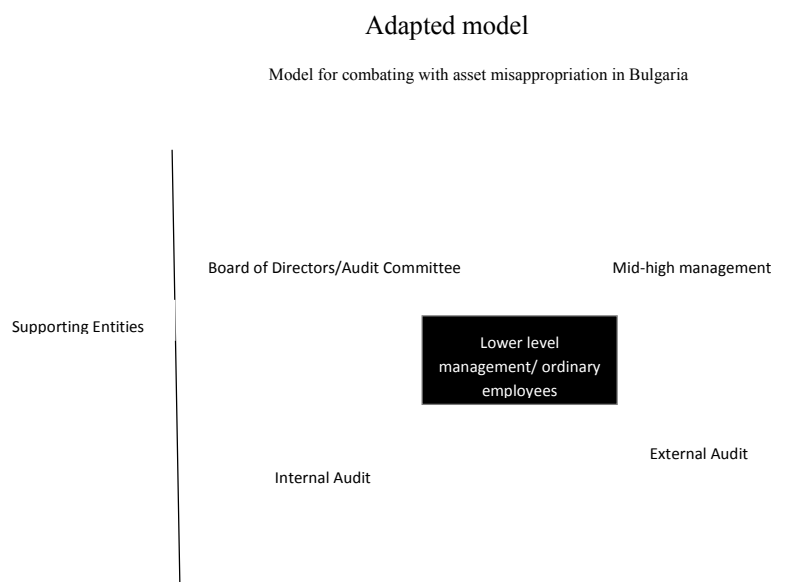 Adapted model
Model for combating with asset misappropriation in Bulgaria
Board of Directors/Audit Committee
Mid-high management
Supporting Entities
Lower level
management/ ordinary
employees
External Audit
Internal Audit